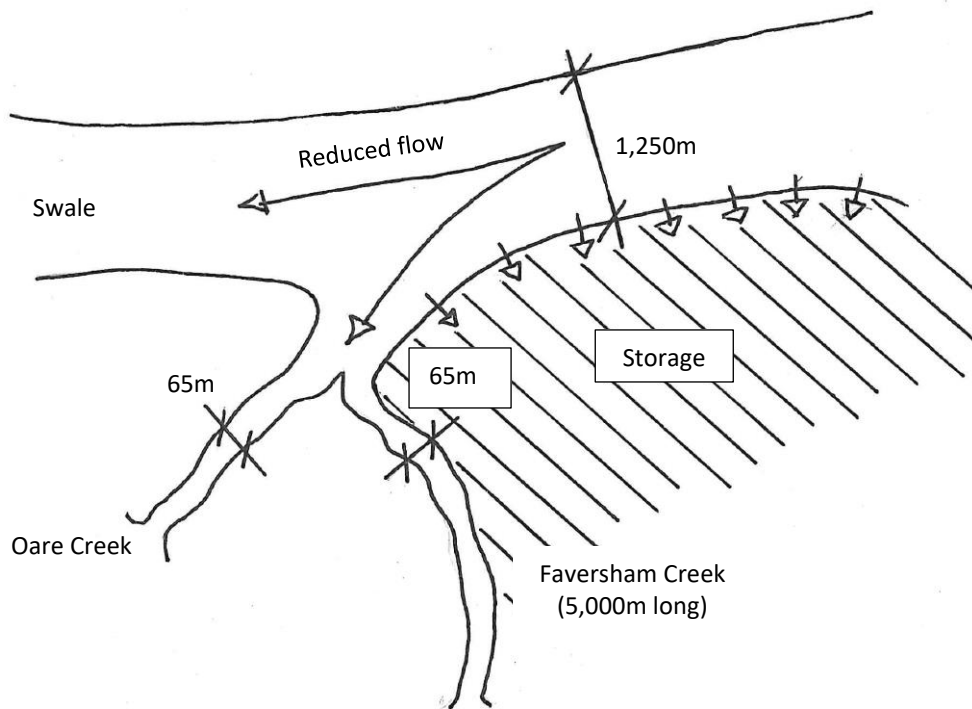 Reduced flow
1,250m
Swale
Storage
65m
65m
Oare Creek
Faversham Creek
(5,000m long)